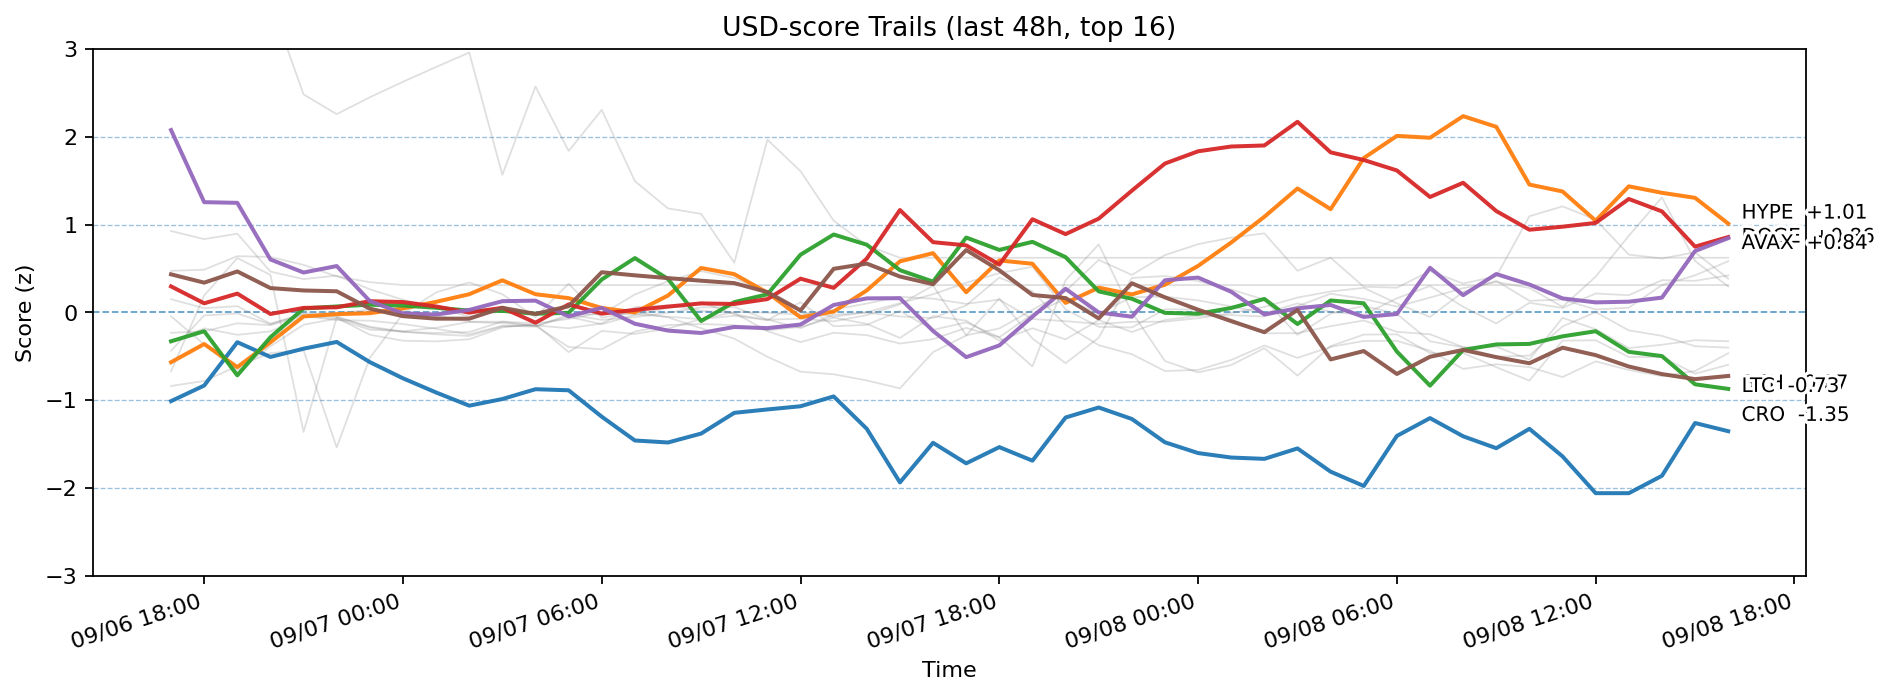 USD-score Trails (last 48h, top 16)
Score (z)
3
2
1
0
−1
−2
−3
HYPE +1.01
AVAX +0.84
LTC -0.73
CRO -1.35
09/06 18:00
09/07 00:00
09/07 06:00
09/07 12:00
09/07 18:00
09/08 00:00
09/08 06:00
09/08 12:00
09/08 18:00
Time